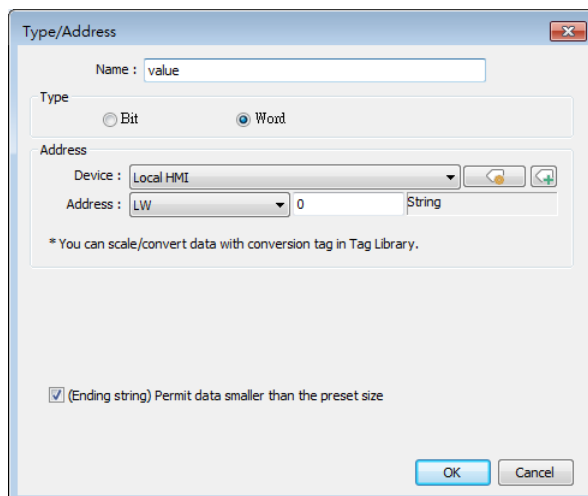 Type/Address
Name : value
Type
Bit Word
Address
Device : Local HMI
Address : LW 0 String
* You can scale/convert data with conversion tag in Tag Library.
(Ending string) Permit data smaller than the preset size
OK Cancel